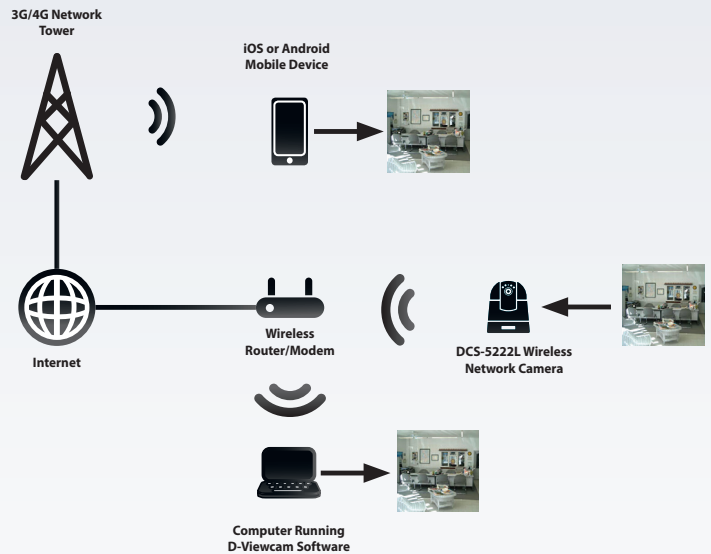 3G/4G Network
Tower
iOS or Android
Mobile Device
Internet
Wireless
Router/Modem
DCS-5222L Wireless
Network Camera
Computer Running
D-Viewcam Software